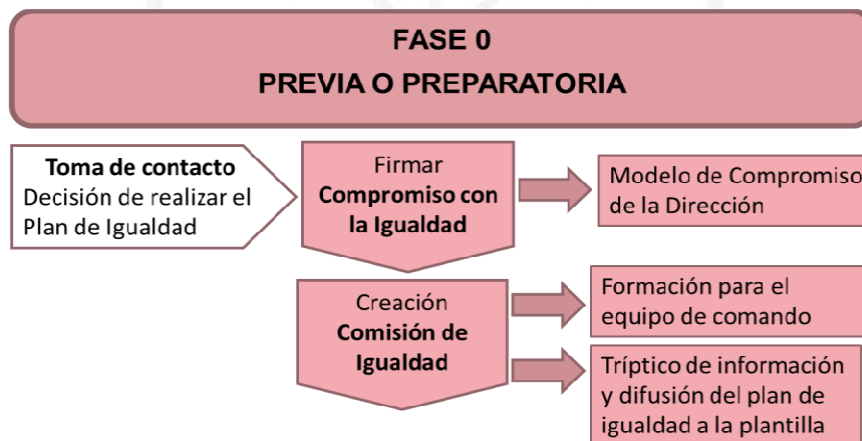 FASE 0
PREVIA O PREPARATORIA
Toma de contacto
Decisión de realizar el
Plan de Igualdad
Firmar
Compromiso con
la Igualdad
Modelo de Compromiso
de la Dirección
Creación
Comisión de
Igualdad
Formación para el
equipo de comando
Tríptico de información
y difusión del plan de
igualdad a la plantilla